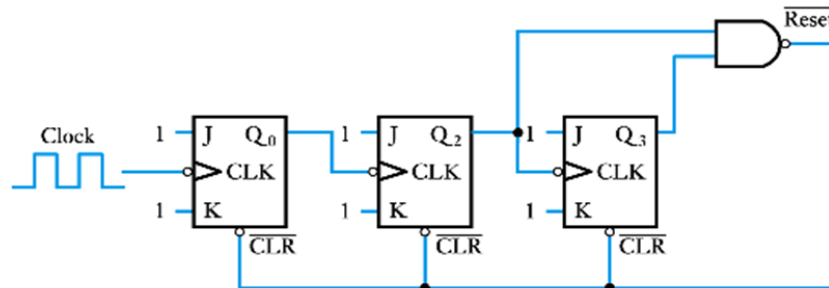 Reset
1 J Q0 1 J Q2 1 J Q3
Clock
CLK CLK CLK
1 K 1 K 1 K
CLR CLR CLR